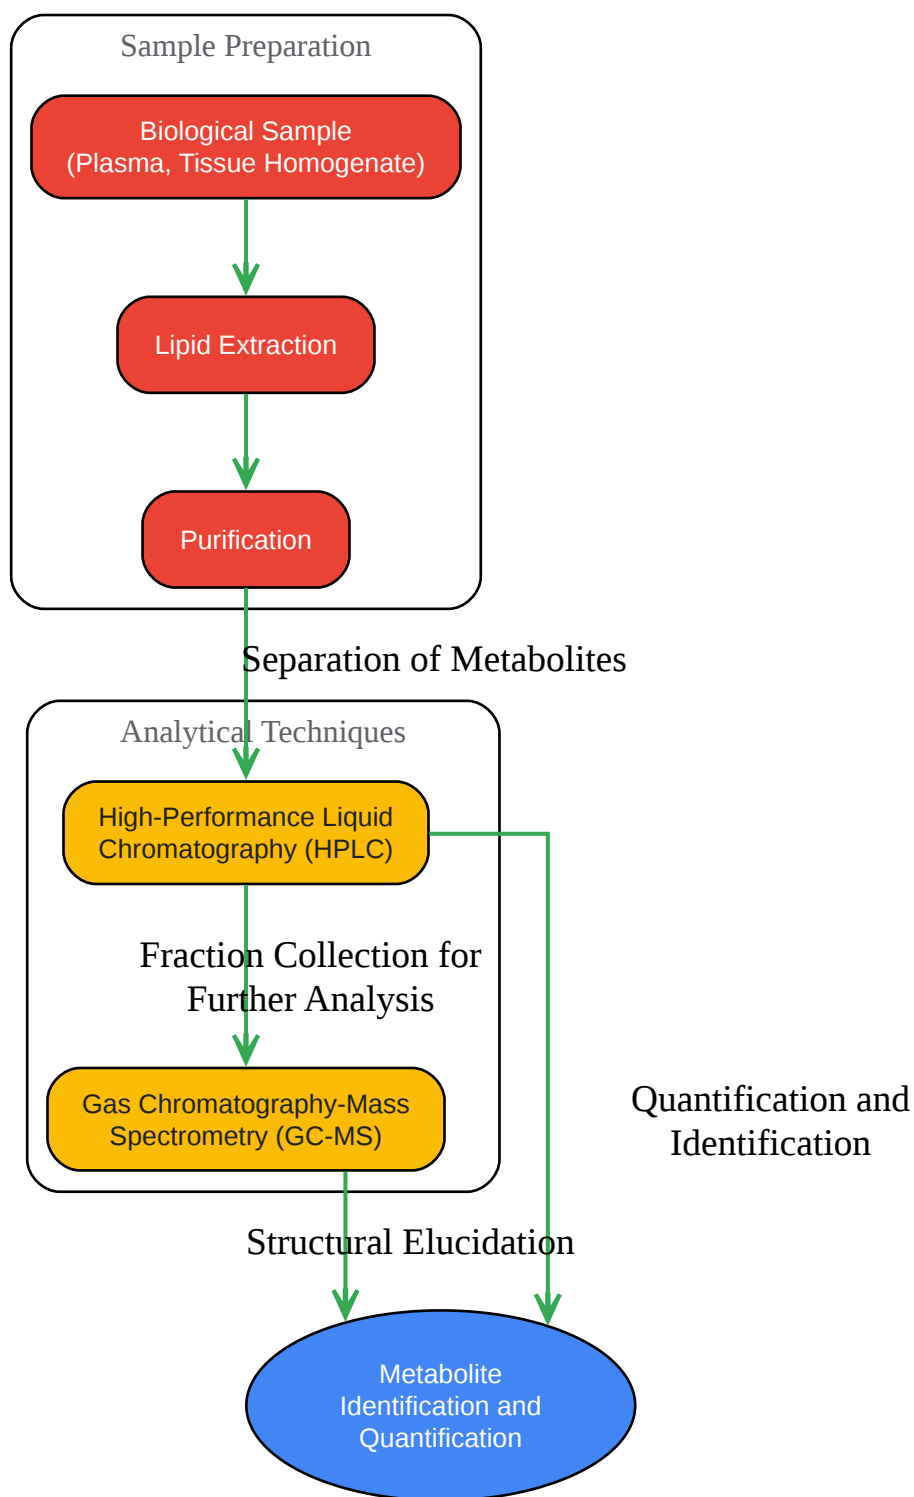 Sample Preparation
Biological Sample
(Plasma, Tissue Homogenate)
Lipid Extraction
Purification
Separation of Metabolites
Analytical Techniques
High-Performance Liquid
Chromatography (HPLC)
Fraction Collection for
Further Analysis
Gas Chromatography-Mass
Spectrometry (GC-MS)
Quantification and
Identification
Structural Elucidation
Metabolite
Identification and
Quantification